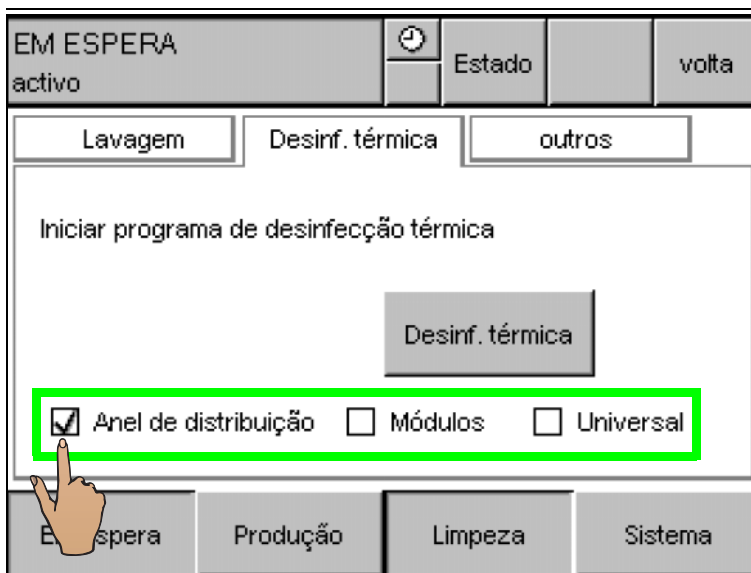 EM ESPERA
activo
Estado
volta
Lavagem
Desinf. térmica
outros
Iniciar programa de desinfecção térmica
Desinf. térmica
Anel de distribuição
Módulos
Universal
Produção
Limpeza
Sistema